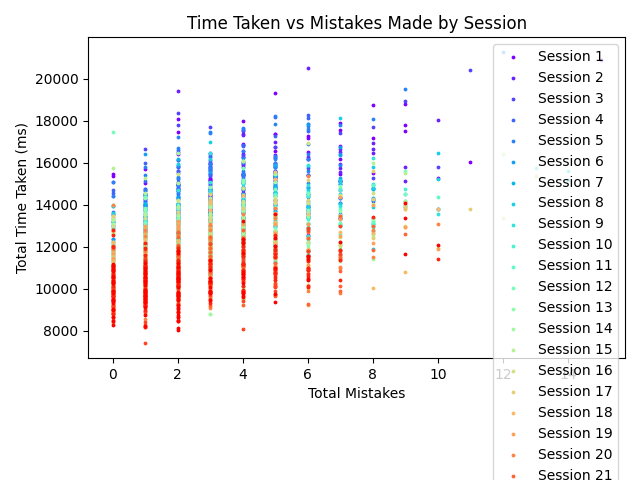 Time Taken vs Mistakes Made by Session
Total Time Taken (ms)
20000
18000
16000
14000
12000
10000
8000
0 2 4 6 8 10 12 14
Total Mistakes
Session 1
Session 2
Session 3
Session 4
Session 5
Session 6
Session 7
Session 8
Session 9
Session 10
Session 11
Session 12
Session 13
Session 14
Session 15
Session 16
Session 17
Session 18
Session 19
Session 20
Session 21